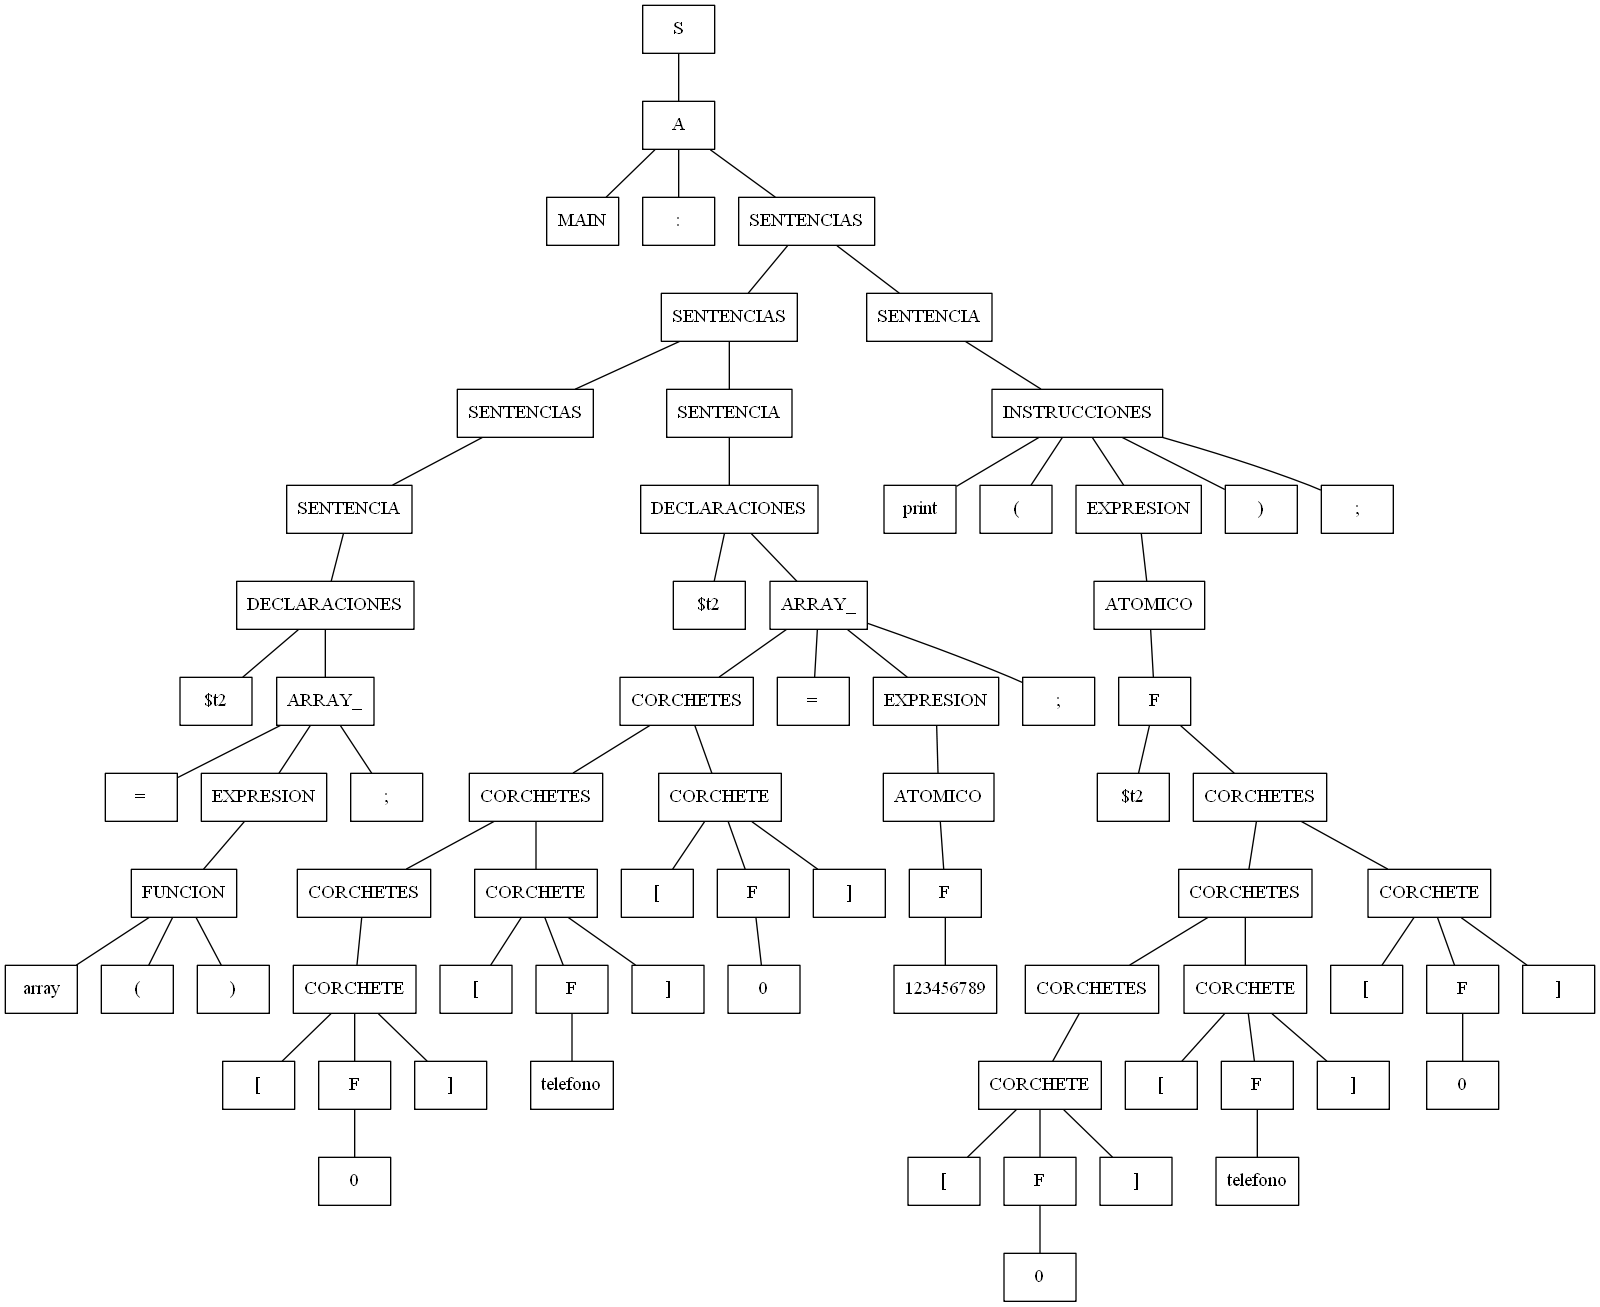 S
A
MAIN : SENTENCIAS
SENTENCIAS SENTENCIA
SENTENCIAS SENTENCIA INSTRUCCIONES
SENTENCIA DECLARACIONES print ( EXPRESION ) ;
DECLARACIONES $t2 ARRAY_ ATOMICO
$t2 ARRAY_ CORCHETES = EXPRESION ; F
= EXPRESION ; CORCHETES CORCHETE ATOMICO $t2 CORCHETES
FUNCION CORCHETES CORCHETE [ F ] F CORCHETES CORCHETE
array ( ) CORCHETE [ F ] 0 123456789 CORCHETES CORCHETE [ F ]
[ F ] telefono CORCHETE [ F ] 0
0 [ F ] telefono
0